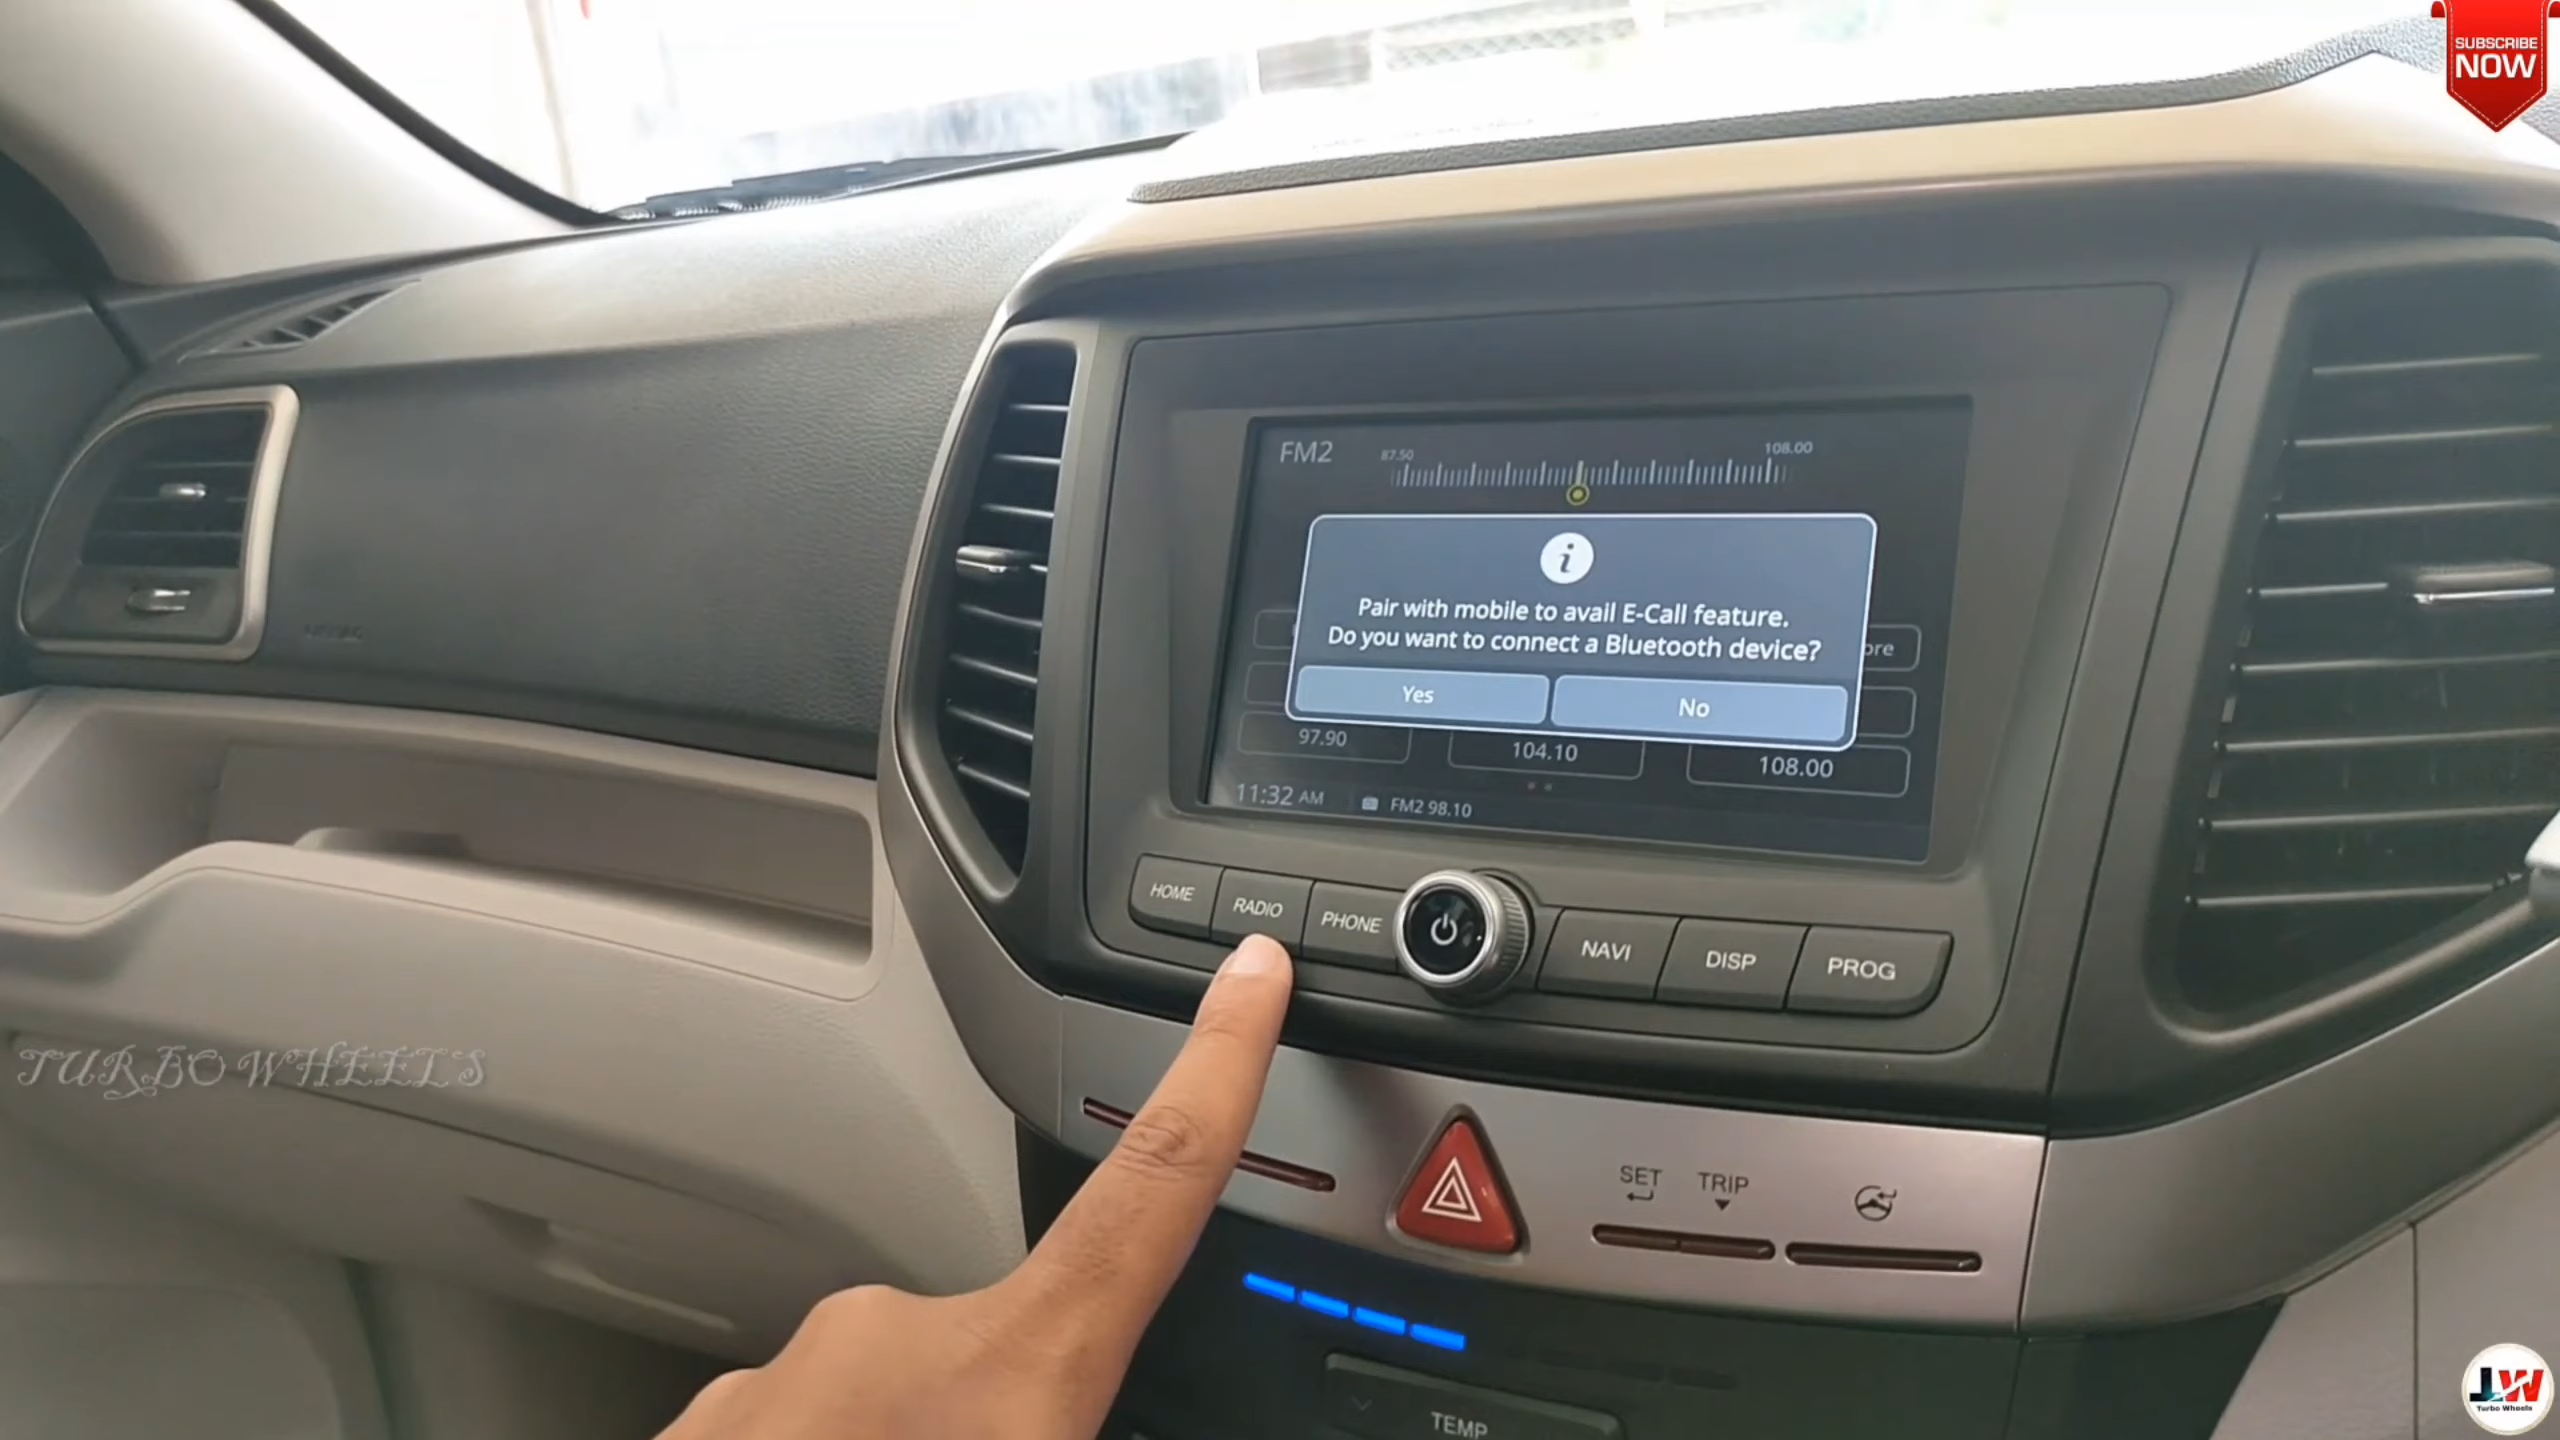 SUBSCRIBE
NOW
FM2
87.50
108.00
i
Pair with mobile to avail E-Call feature.
Do you want to connect a Bluetooth device?
Yes
No
ore
97.90
104.10
108.00
11:32 AM
FM2 98.10
HOME
RADIO
PHONE
NAVI
DISP
PROG
SET
TRIP
TEMP
TURBO WHEELS
Turbo Wheels